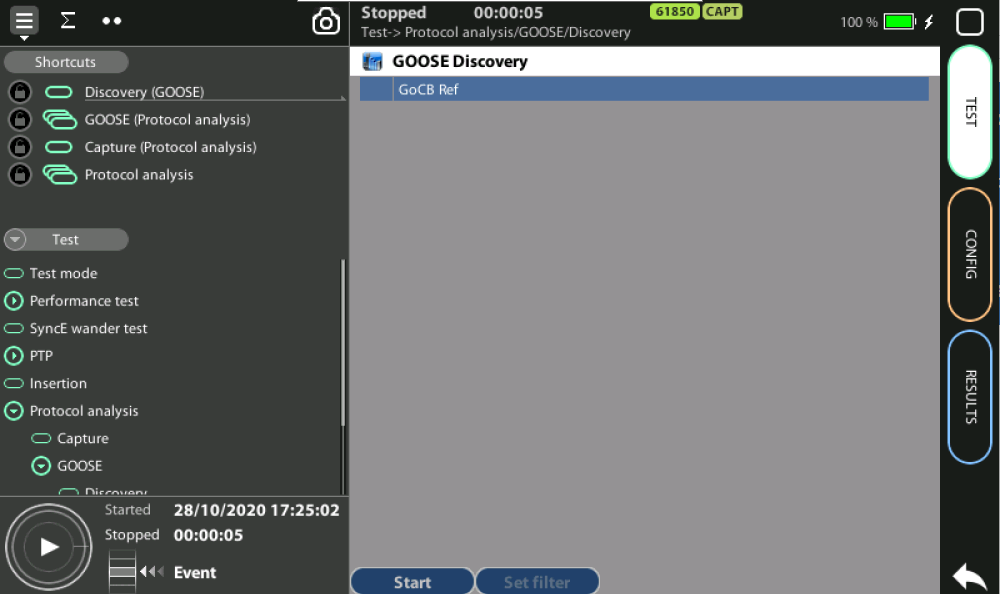 Σ
Stopped 00:00:05 61850 CAPT
100 %
Test-> Protocol analysis/GOOSE/Discovery
Shortcuts
Discovery (GOOSE)
GOOSE (Protocol analysis)
Capture (Protocol analysis)
Protocol analysis
Test
Test mode
Performance test
SyncE wander test
PTP
Insertion
Protocol analysis
Capture
GOOSE
Discovery
Started 28/10/2020 17:25:02
Stopped 00:00:05
Event
GOOSE Discovery
GoCB Ref
Start Set filter
TEST
CONFIG
RESULTS